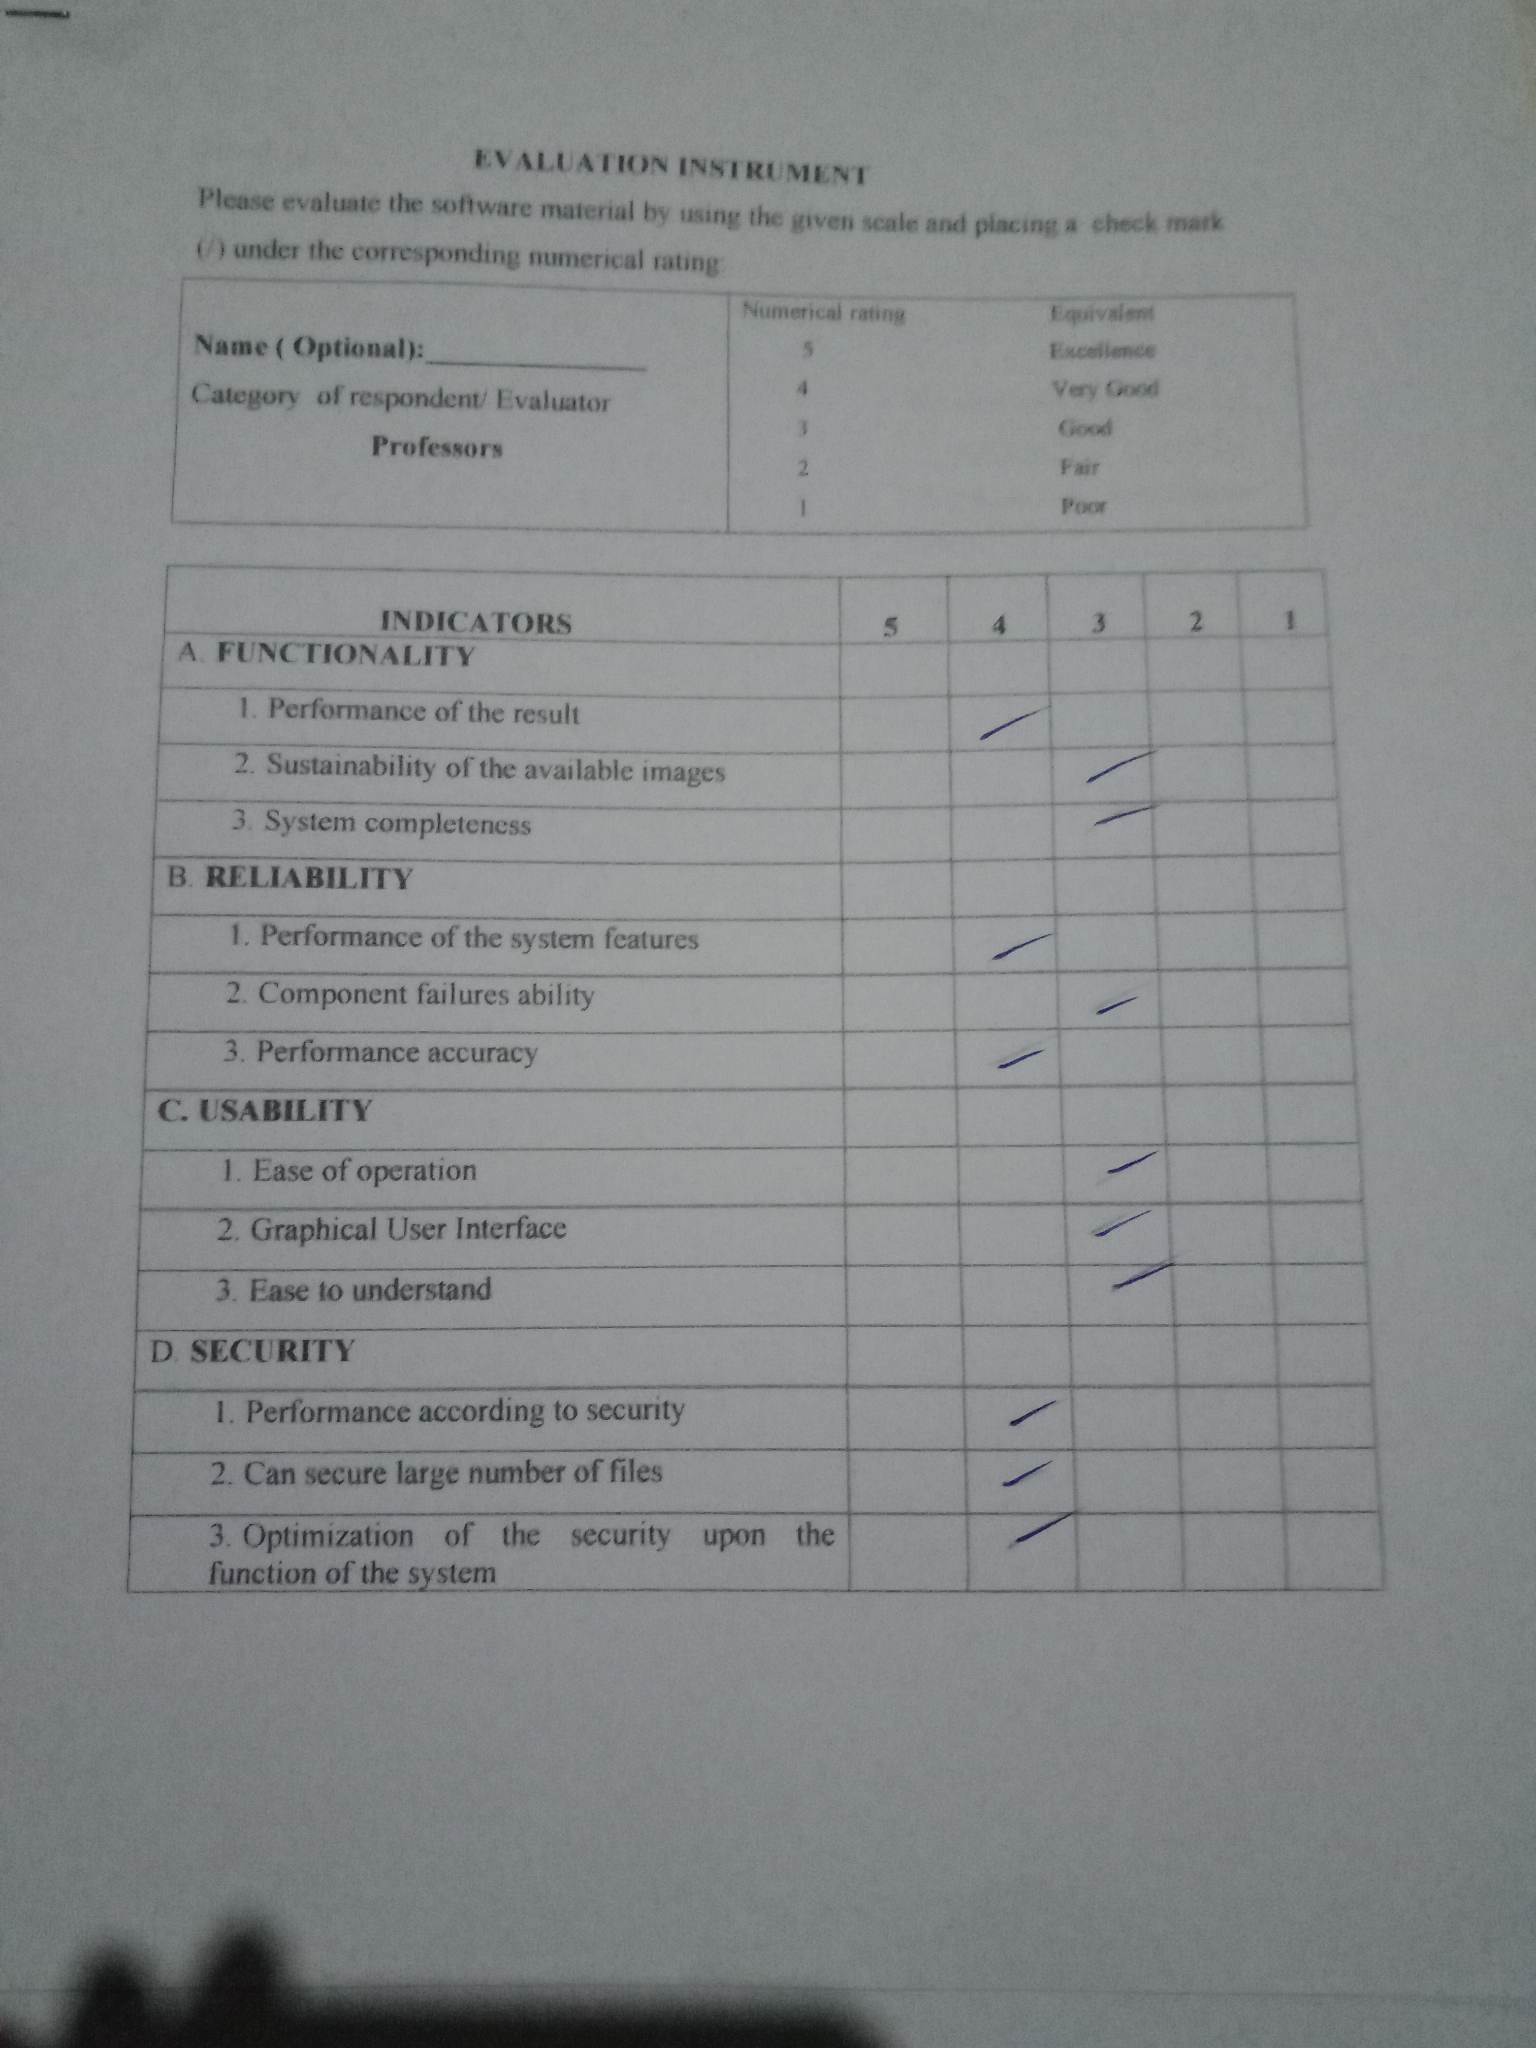 EVALUATION INSTRUMENT
Please evaluate the software material by using the given scale and placing a check mark
(/) under the corresponding numerical rating:
Name ( Optional):
Category of respondent/ Evaluator
Professors
Numerical rating Equivalent
5 Excellence
4 Very Good
3 Good
2 Fair
1 Poor
INDICATORS 5 4 3 2 1
A. FUNCTIONALITY
1. Performance of the result /
2. Sustainability of the available images /
3. System completeness /
B. RELIABILITY
1. Performance of the system features /
2. Component failures ability /
3. Performance accuracy /
C. USABILITY
1. Ease of operation /
2. Graphical User Interface /
3. Ease to understand /
D. SECURITY
1. Performance according to security /
2. Can secure large number of files /
3. Optimization of the security upon the /
function of the system